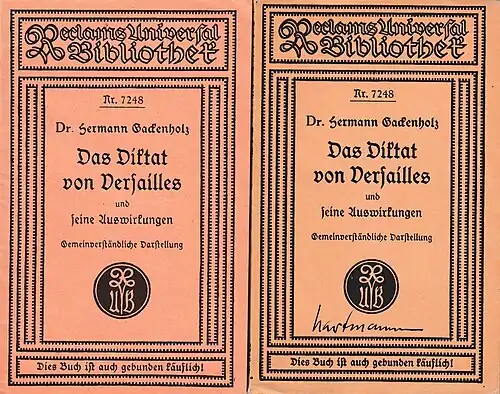 Reclams Universal
Bibliothek
Nr. 7248
Dr. Hermann Gackenholz
Das Diktat
von Versailles
und
seine Auswirkungen
Gemeinverständliche Darstellung
UB
Dies Buch ist auch gebunden käuflich!
Reclams Universal
Bibliothek
Nr. 7248
Dr. Hermann Gackenholz
Das Diktat
von Versailles
und
seine Auswirkungen
Gemeinverständliche Darstellung
UB
Hartmann
Dies Buch ist auch gebunden käuflich!